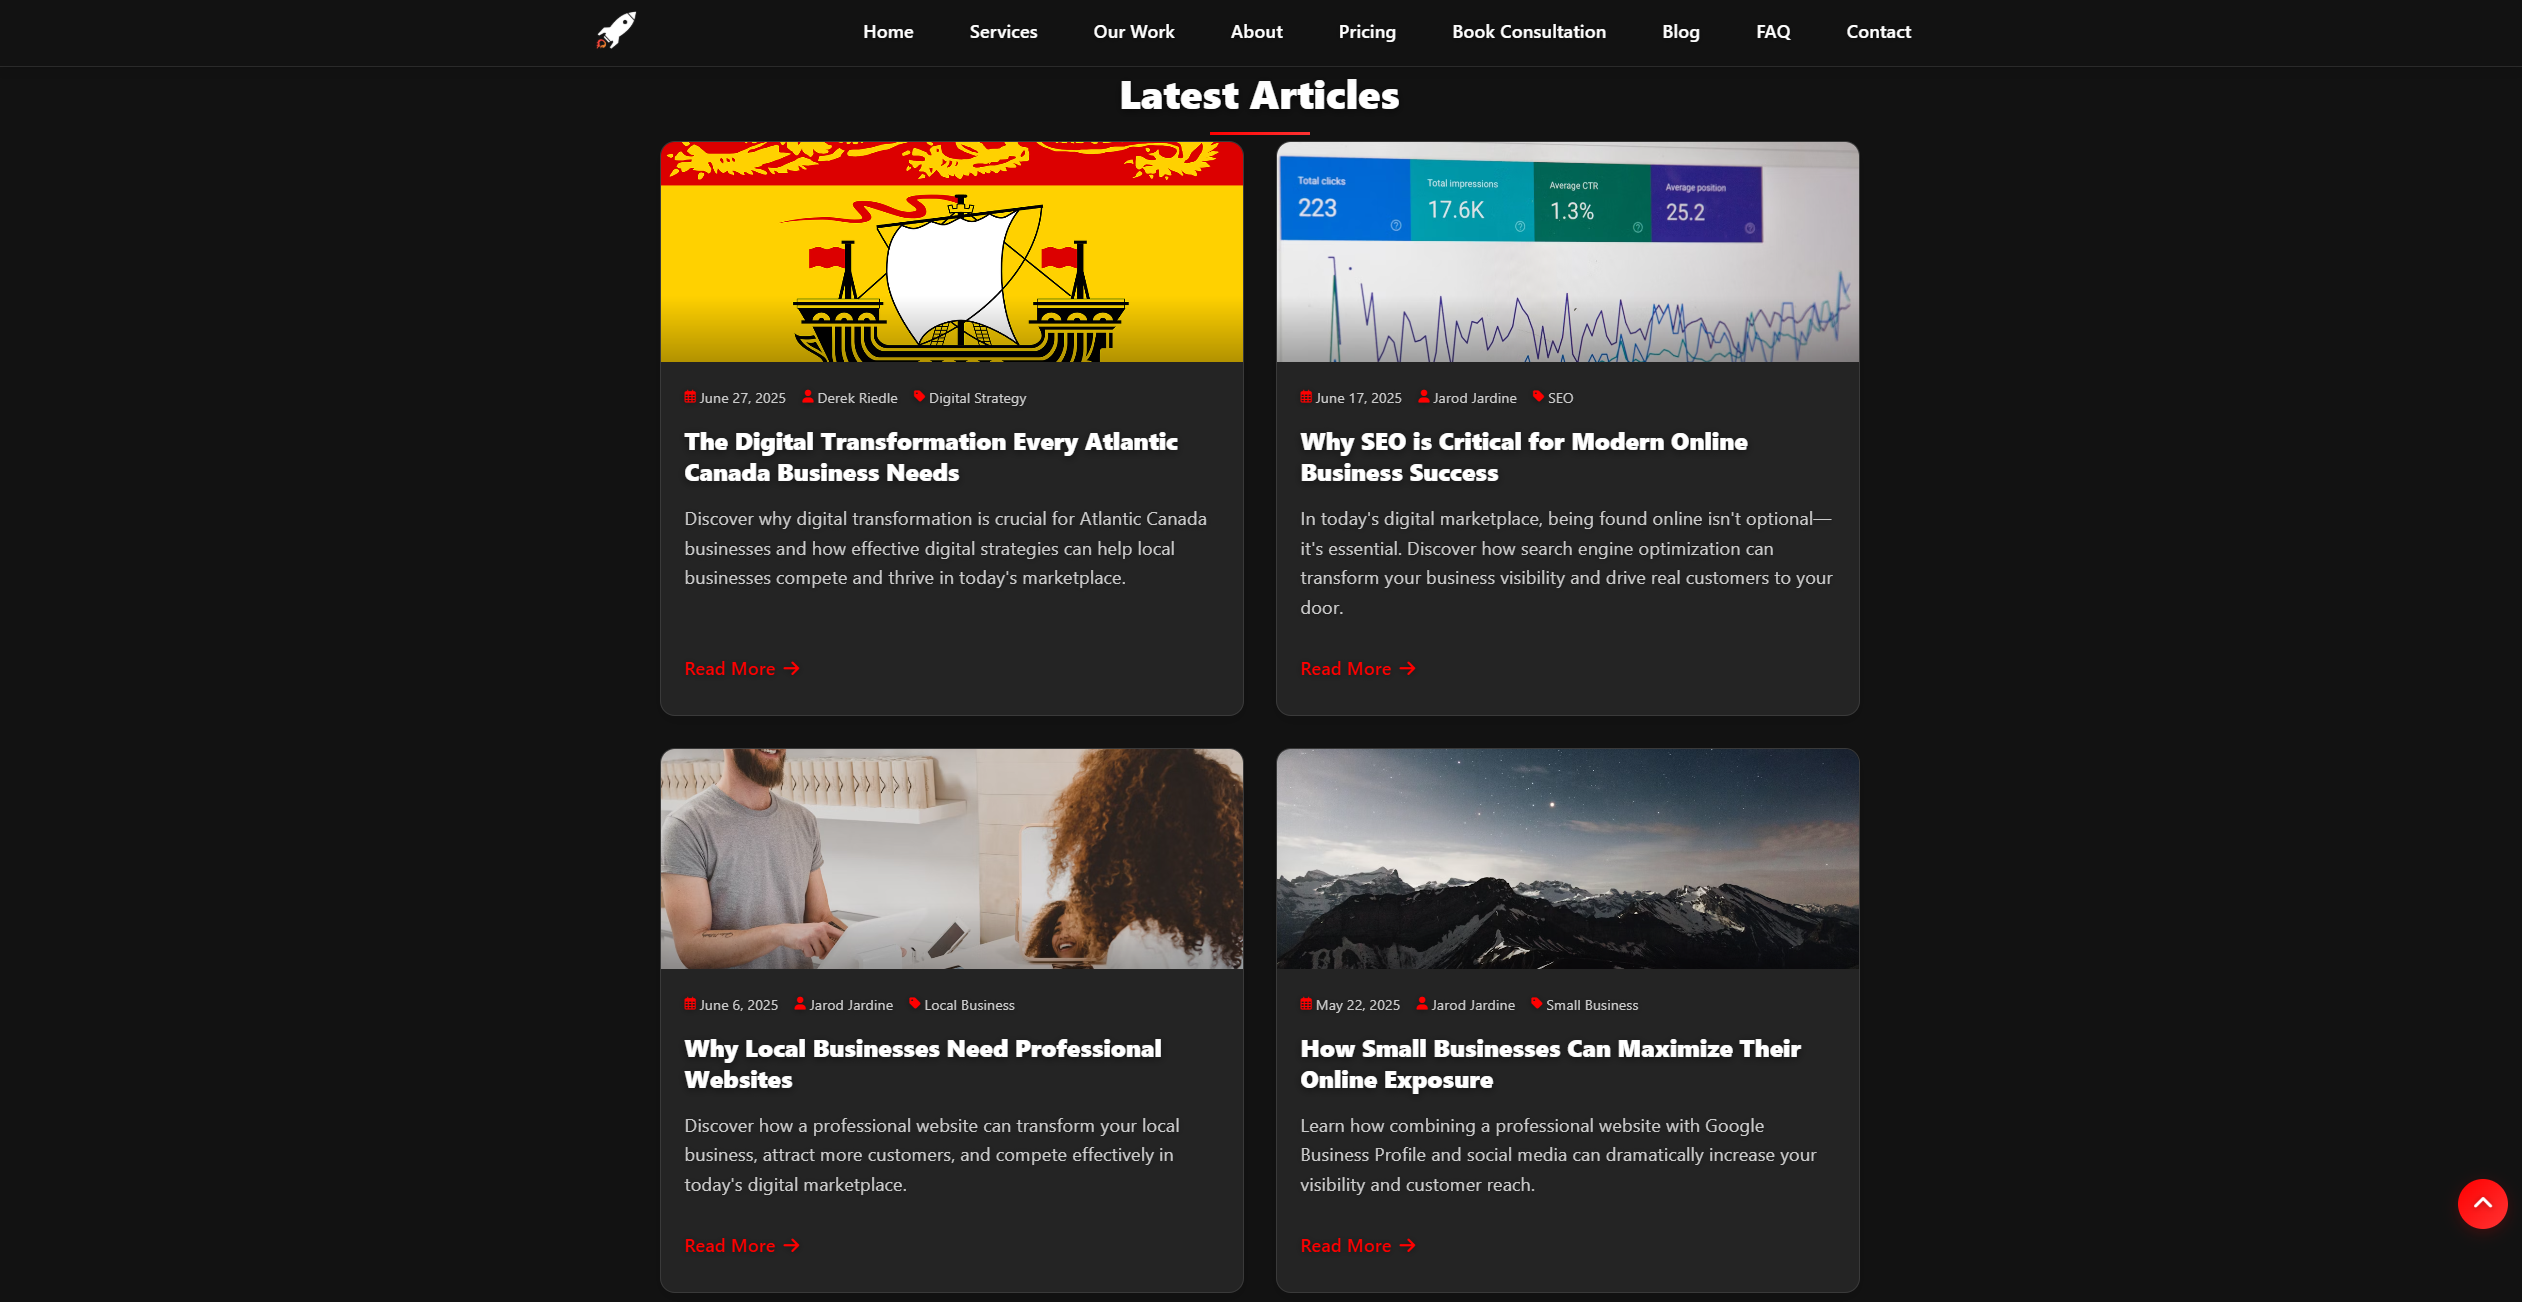 Home Services Our Work About Pricing Book Consultation Blog FAQ Contact
Latest Articles
June 27, 2025 Derek Riedle Digital Strategy
The Digital Transformation Every Atlantic
Canada Business Needs
Discover why digital transformation is crucial for Atlantic Canada
businesses and how effective digital strategies can help local
businesses compete and thrive in today's marketplace.
Read More
Total clicks Total impressions Average CTR Average position
223 17.6K 1.3% 25.2
June 17, 2025 Jarod Jardine SEO
Why SEO is Critical for Modern Online
Business Success
In today's digital marketplace, being found online isn't optional—
it's essential. Discover how search engine optimization can
transform your business visibility and drive real customers to your
door.
Read More
June 6, 2025 Jarod Jardine Local Business
Why Local Businesses Need Professional
Websites
Discover how a professional website can transform your local
business, attract more customers, and compete effectively in
today's digital marketplace.
Read More
May 22, 2025 Jarod Jardine Small Business
How Small Businesses Can Maximize Their
Online Exposure
Learn how combining a professional website with Google
Business Profile and social media can dramatically increase your
visibility and customer reach.
Read More